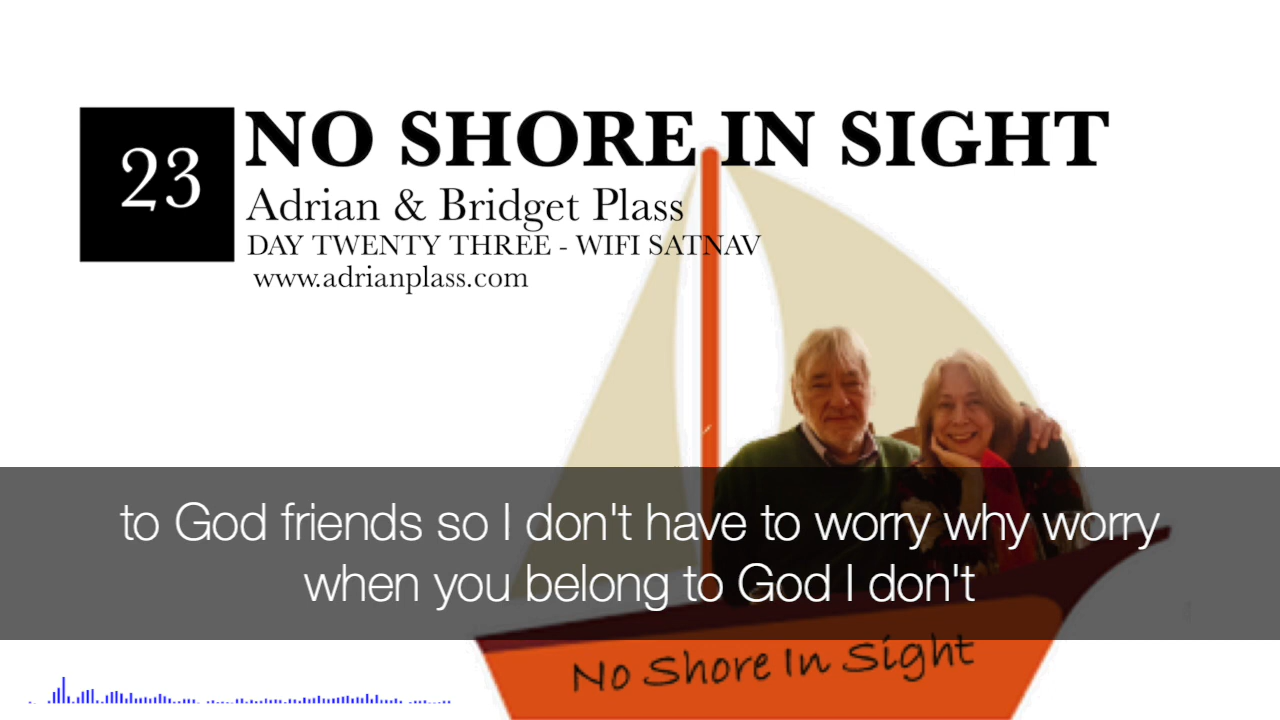 23
NO SHORE IN SIGHT
Adrian & Bridget Plass
DAY TWENTY THREE - WIFI SATNAV
www.adrianplass.com
to God friends so I don't have to worry why worry
when you belong to God I don't
No Shore In Sight